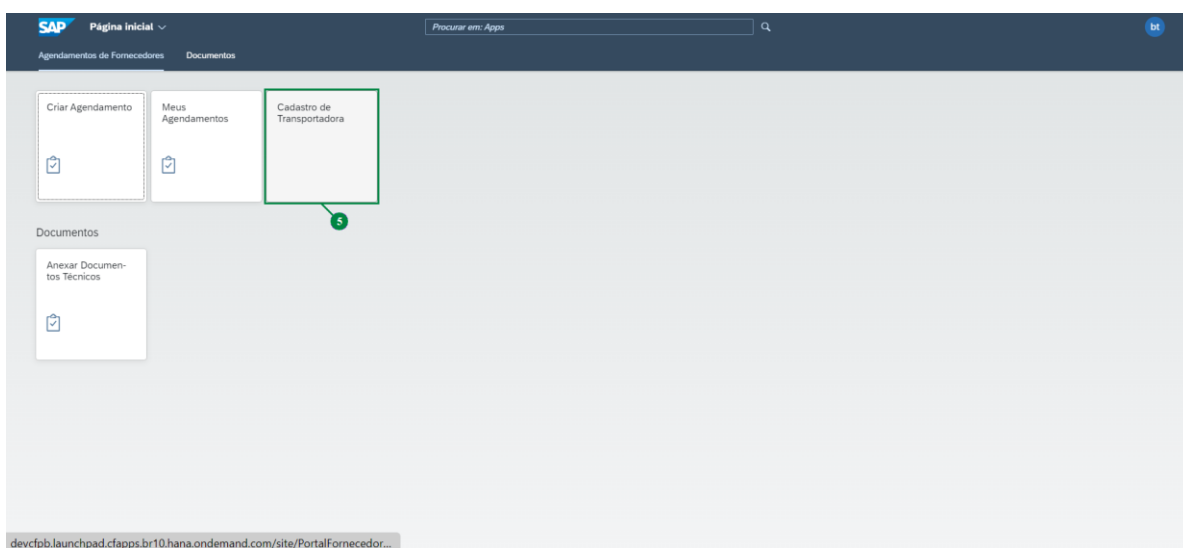 SAP Página inicial
Procurar em: Apps
bt
Agendamentos de Fornecedores Documentos
Criar Agendamento
Meus
Agendamentos
Cadastro de
Transportadora
5
Documentos
Anexar Documen-
tos Técnicos
devcfpb.launchpad.cfapps.br10.hana.ondemand.com/site/PortalFornecedor...